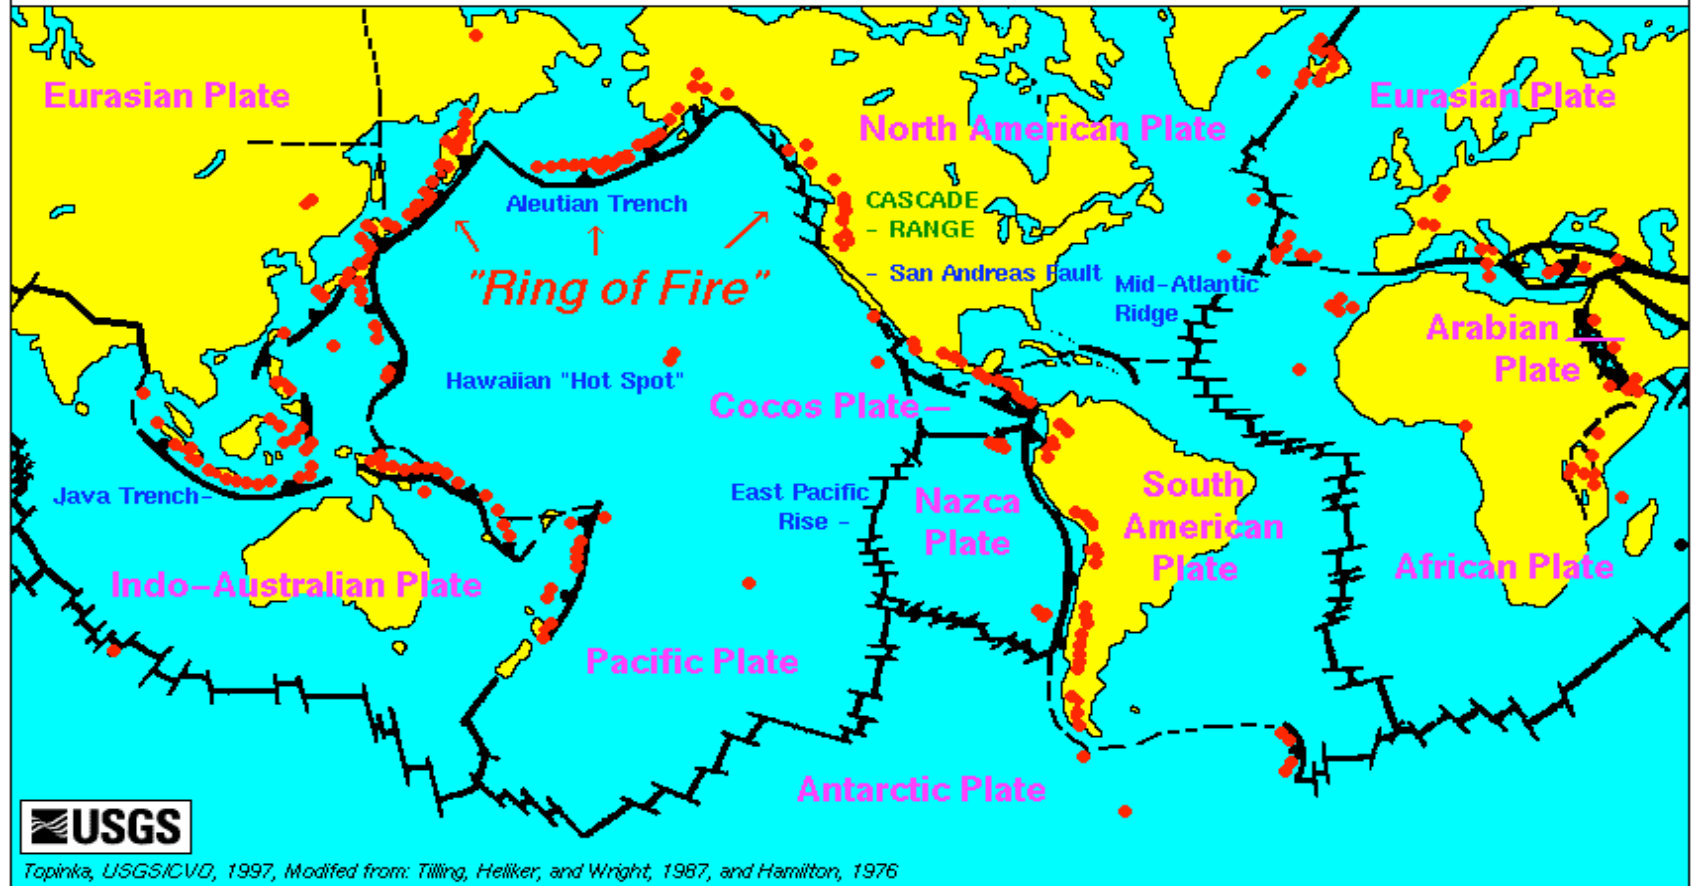 Eurasian Plate
Eurasian Plate
North American Plate
Aleutian Trench
CASCADE
- RANGE
"Ring of Fire"
- San Andreas Fault
Mid-Atlantic
Ridge
Arabian
Plate
Hawaiian "Hot Spot"
Cocos Plate
Java Trench-
East Pacific
Rise -
Nazca
Plate
South
American
Plate
Indo-Australian Plate
African Plate
Pacific Plate
Antarctic Plate
USGS
Topinka, USGS/CVO, 1997, Modifed from: Tilling, Heliker, and Wright, 1987, and Hamilton, 1976